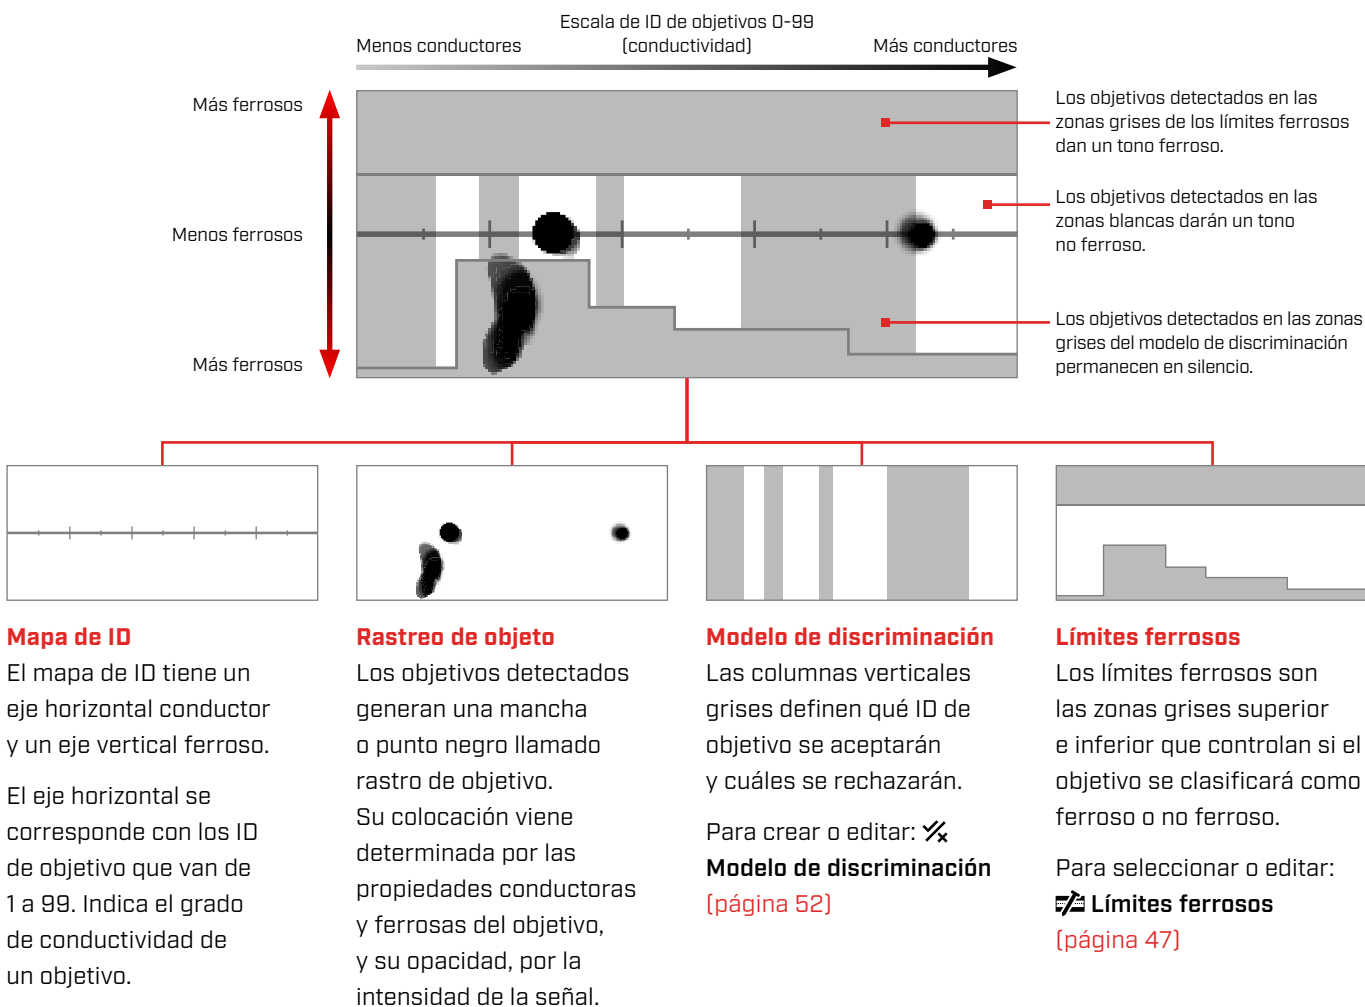 Escala de ID de objetivos 0-99
Menos conductores
(conductividad)
Más conductores
Más ferrosos
Menos ferrosos
Más ferrosos
Los objetivos detectados en las
zonas grises de los límites ferrosos
dan un tono ferroso.
Los objetivos detectados en las
zonas blancas darán un tono
no ferroso.
Los objetivos detectados en las zonas
grises del modelo de discriminación
permanecen en silencio.
Mapa de ID
El mapa de ID tiene un
eje horizontal conductor
y un eje vertical ferroso.
El eje horizontal se
corresponde con los ID
de objetivo que van de
1 a 99. Indica el grado
de conductividad de
un objetivo.
Rastreo de objeto
Los objetivos detectados
generan una mancha
o punto negro llamado
rastro de objetivo.
Su colocación viene
determinada por las
propiedades conductoras
y ferrosas del objetivo,
y su opacidad, por la
intensidad de la señal.
Modelo de discriminación
Las columnas verticales
grises definen qué ID de
objetivo se aceptarán
y cuáles se rechazarán.
Para crear o editar:
Modelo de discriminación
(página 52)
Límites ferrosos
Los límites ferrosos son
las zonas grises superior
e inferior que controlan si el
objetivo se clasificará como
ferroso o no ferroso.
Para seleccionar o editar:
Límites ferrosos
(página 47)